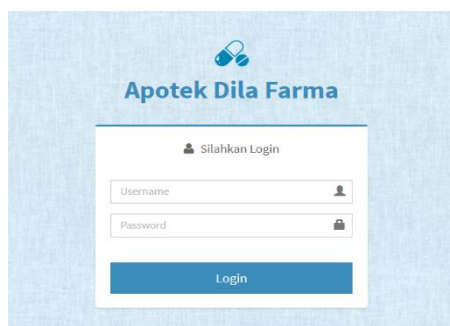 Apotek Dila Farma
Silahkan Login
Username
Password
Login